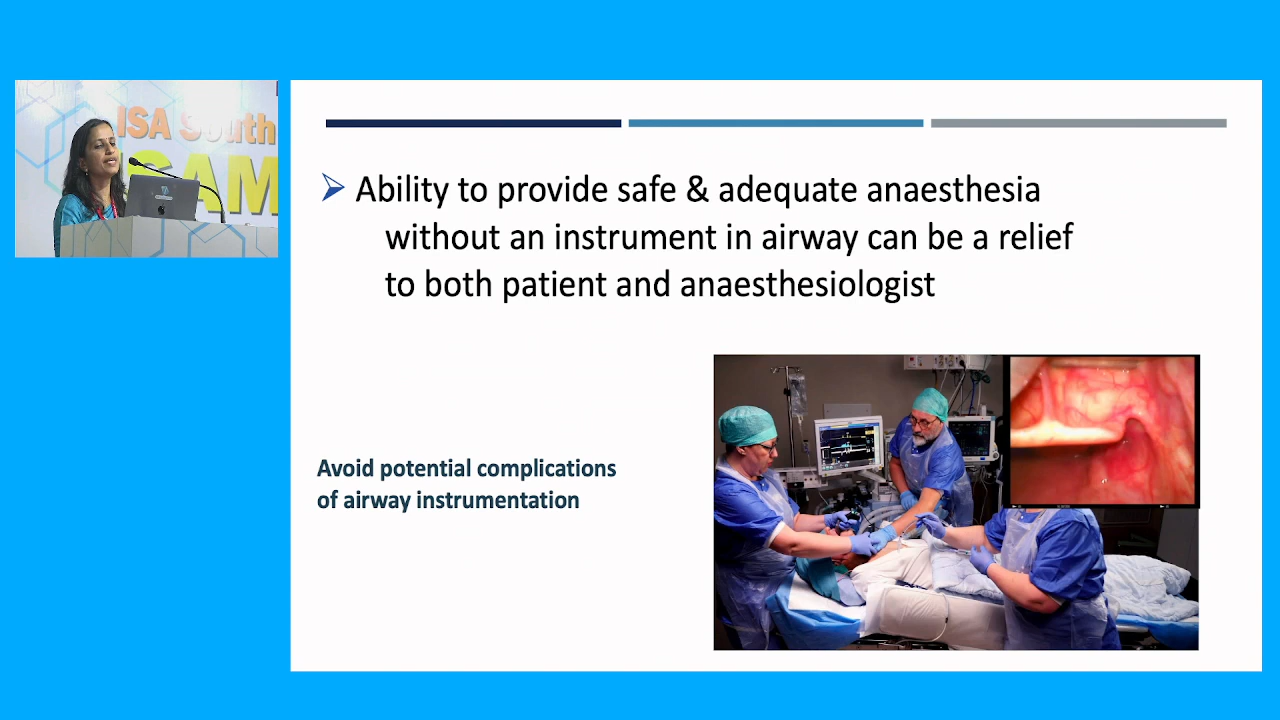 ISA South
ISAM
Ability to provide safe & adequate anaesthesia
without an instrument in airway can be a relief
to both patient and anaesthesiologist
Avoid potential complications
of airway instrumentation